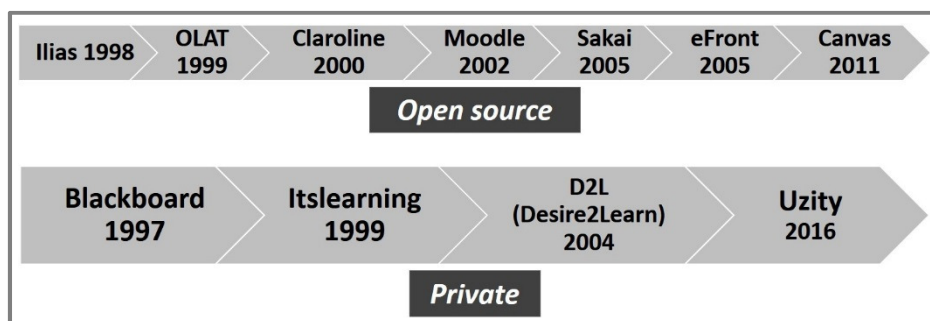 Ilias 1998
OLAT
1999
Claroline
2000
Moodle
2002
Sakai
2005
eFront
2005
Canvas
2011
Open source
Blackboard
1997
Itslearning
1999
D2L
(Desire2Learn)
2004
Uzity
2016
Private